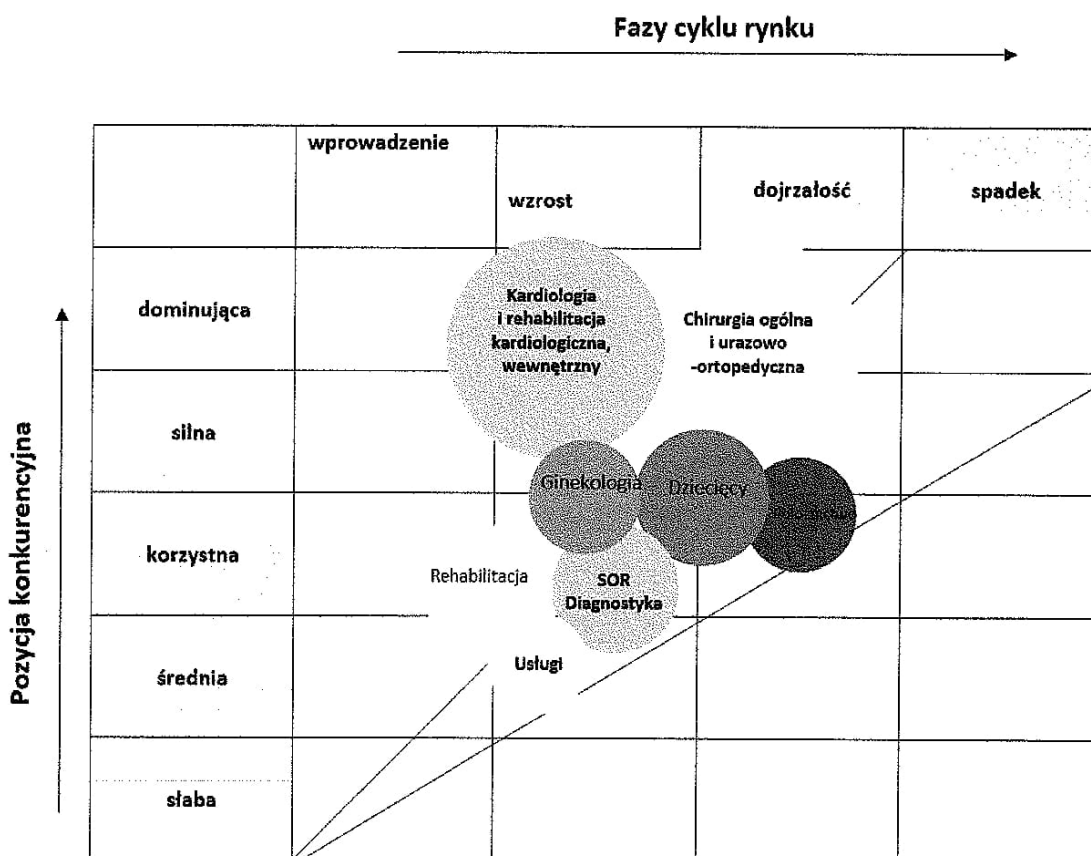 Fazy cyklu rynku
wprowadzenie
wzrost
dojrzałość
spadek
dominująca
Kardiologia
i rehabilitacja
kardiologiczna,
wewnętrzny
Chirurgia ogólna
i urazowo
-ortopedyczna
Pozycja konkurencyjna
silna
Ginekologia
Dziecięcy
korzystna
Rehabilitacja
SOR
Diagnostyka
średnia
Usługi
słaba